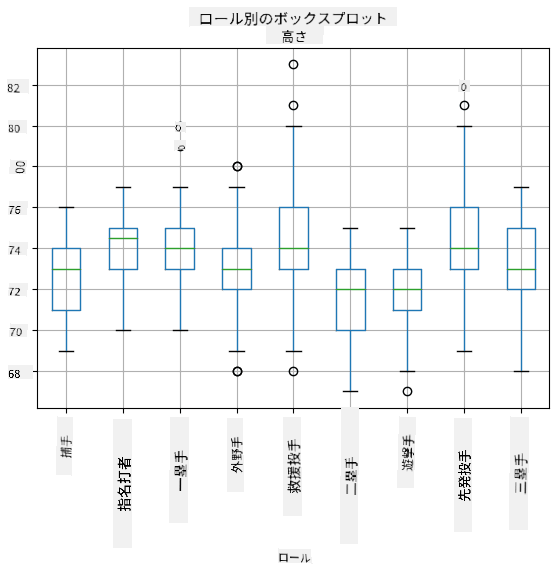 ロール別のボックスプロット
高さ
82
80
00
76
74
72
70
68
捕手
指名打者
一塁手
外野手
救援投手
二塁手
遊撃手
先発投手
三塁手
ロール